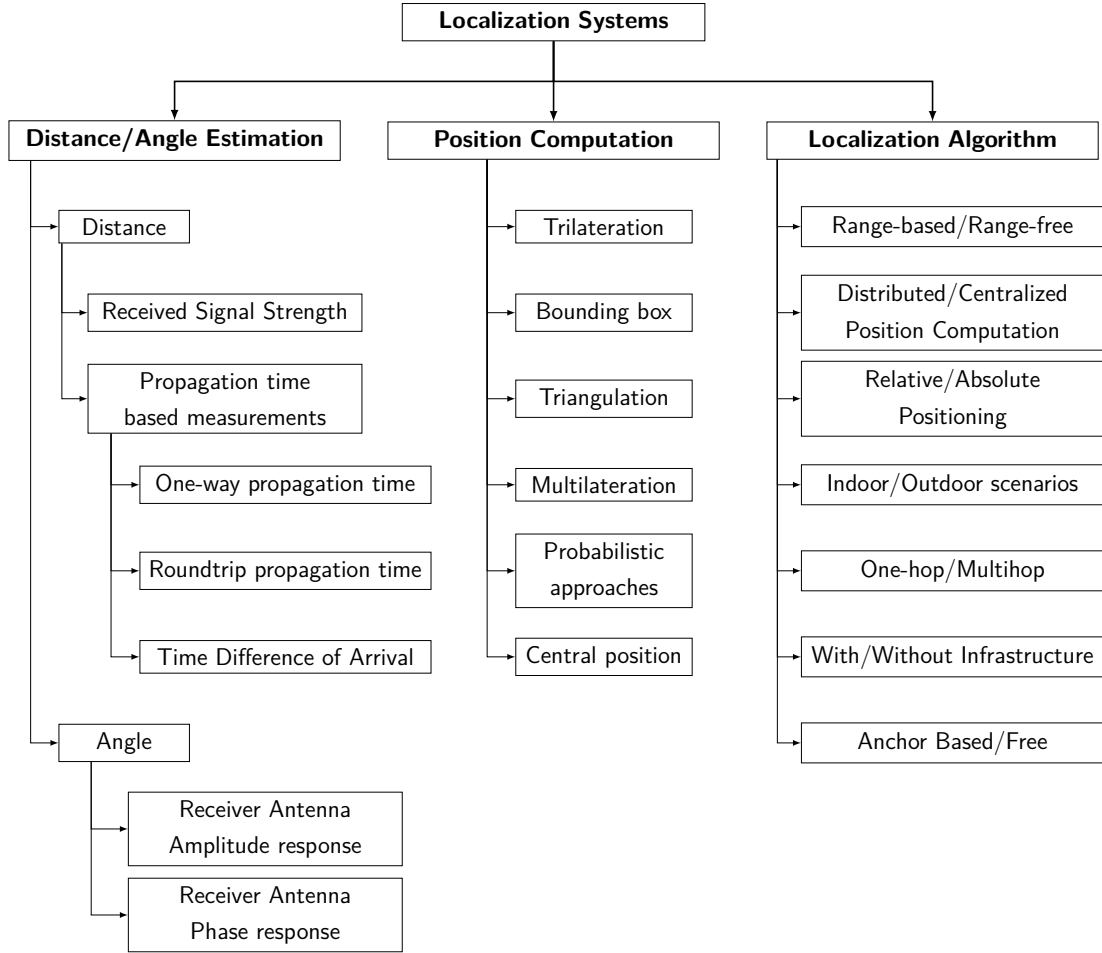 Localization Systems
Distance/Angle Estimation
Distance
Received Signal Strength
Propagation time
based measurements
One-way propagation time
Roundtrip propagation time
Time Difference of Arrival
Angle
Receiver Antenna
Amplitude response
Receiver Antenna
Phase response
Position Computation
Trilateration
Bounding box
Triangulation
Multilateration
Probabilistic
approaches
Central position
Localization Algorithm
Range-based/Range-free
Distributed/Centralized
Position Computation
Relative/Absolute
Positioning
Indoor/Outdoor scenarios
One-hop/Multihop
With/Without Infrastructure
Anchor Based/Free